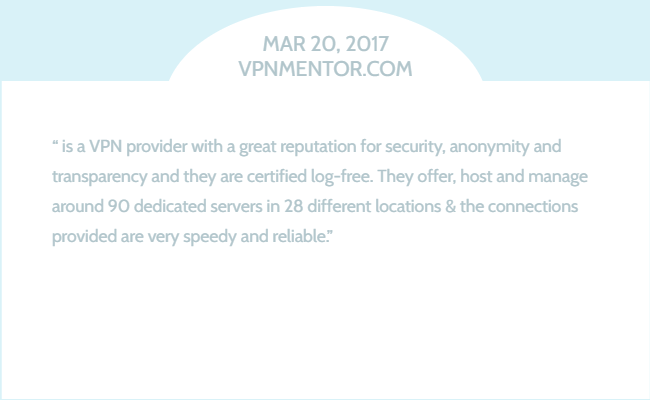 MAR 20, 2017
VPNMENTOR.COM
“ is a VPN provider with a great reputation for security, anonymity and
transparency and they are certified log-free. They offer, host and manage
around 90 dedicated servers in 28 different locations & the connections
provided are very speedy and reliable.”